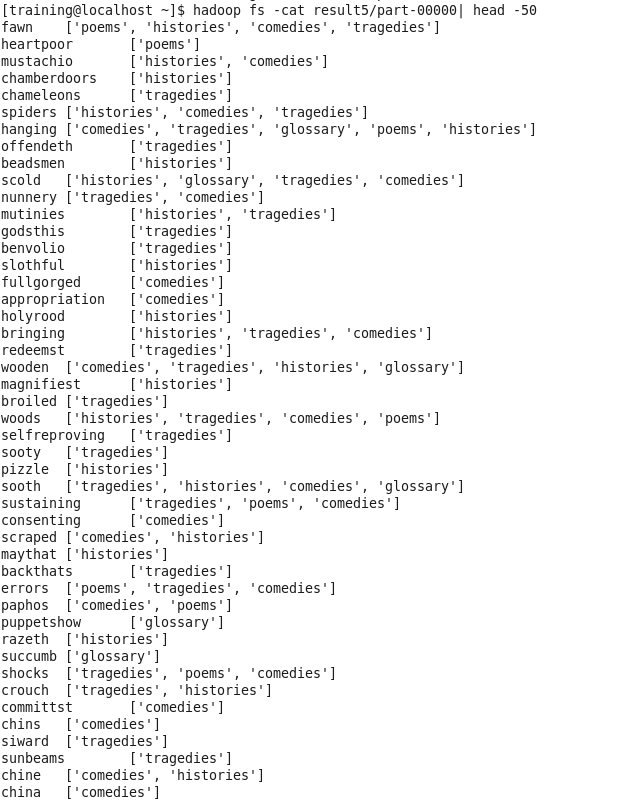 [training@localhost ~]$ hadoop fs -cat result5/part-00000| head -50
fawn ['poems', 'histories', 'comedies', 'tragedies']
heartpoor ['poems']
mustachio ['histories', 'comedies']
chamberdoors ['histories']
chameleons ['tragedies']
spiders ['histories', 'comedies', 'tragedies']
hanging ['comedies', 'tragedies', 'glossary', 'poems', 'histories']
offendeth ['tragedies']
beadsmen ['histories']
scold ['histories', 'glossary', 'tragedies', 'comedies']
nunnery ['tragedies', 'comedies']
mutinies ['histories', 'tragedies']
godsthis ['tragedies']
benvolio ['tragedies']
slothful ['histories']
fullgorged ['comedies']
appropriation ['comedies']
holyrood ['histories']
bringing ['histories', 'tragedies', 'comedies']
redeemst ['tragedies']
wooden ['comedies', 'tragedies', 'histories', 'glossary']
magnifiest ['histories']
broiled ['tragedies']
woods ['histories', 'tragedies', 'comedies', 'poems']
selfreproving ['tragedies']
sooty ['tragedies']
pizzle ['histories']
sooth ['tragedies', 'histories', 'comedies', 'glossary']
sustaining ['tragedies', 'poems', 'comedies']
consenting ['comedies']
scraped ['comedies', 'histories']
maythat ['histories']
backthats ['tragedies']
errors ['poems', 'tragedies', 'comedies']
paphos ['comedies', 'poems']
puppetshow ['glossary']
razeth ['histories']
succumb ['glossary']
shocks ['tragedies', 'poems', 'comedies']
crouch ['tragedies', 'histories']
committst ['comedies']
chins ['comedies']
siward ['tragedies']
sunbeams ['tragedies']
chine ['comedies', 'histories']
china ['comedies']